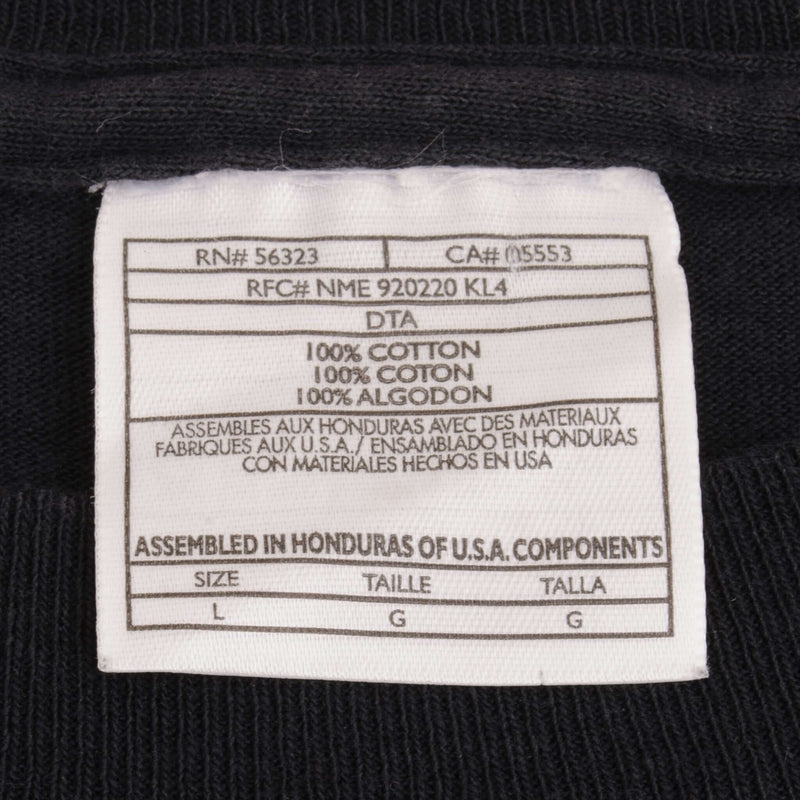 RN# 56323 CA# 05553
RFC# NME 920220 KL4
DTA
100% COTTON
100% COTON
100% ALGODON
ASSEMBLES AUX HONDURAS AVEC DES MATERIAUX
FABRIQUES AUX U.S.A./ ENSAMBLADO EN HONDURAS
CON MATERIALES HECHOS EN USA
ASSEMBLED IN HONDURAS OF U.S.A. COMPONENTS
SIZE TAILLE TALLA
L G G